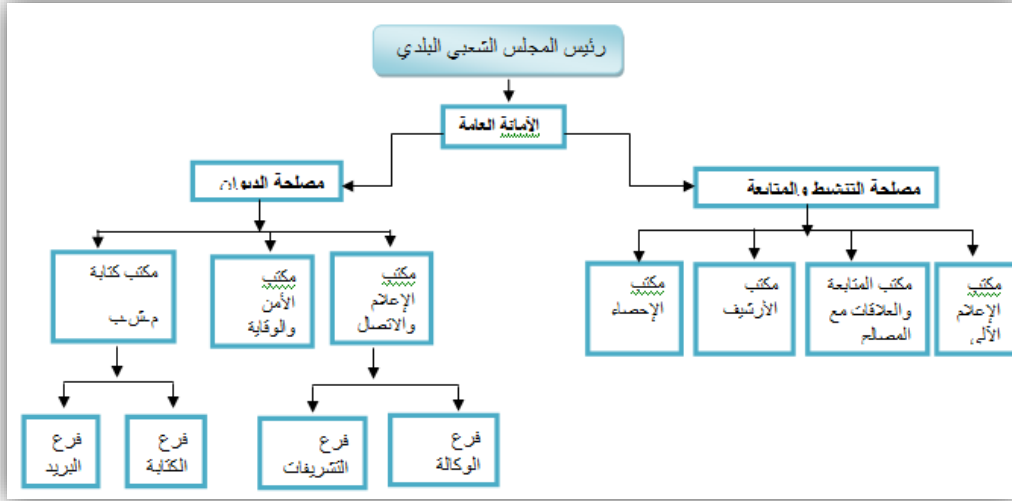 رئيس المجلس الشعبي البلدي
الأمانة العامة
مصلحة التنشيط والمتابعة
مصلحة الديوان
مكتب
الإعلام
الآلي
مكتب المتابعة
والعلاقات مع
المصالح
مكتب
الأرشيف
مكتب
الإحصاء
مكتب
الإعلام
والاتصال
مكتب
الأمن
والوقاية
مكتب كتابة
م.ش.ب
فرع
الوكالة
فرع
التشريفات
فرع
الكتابة
فرع
البريد